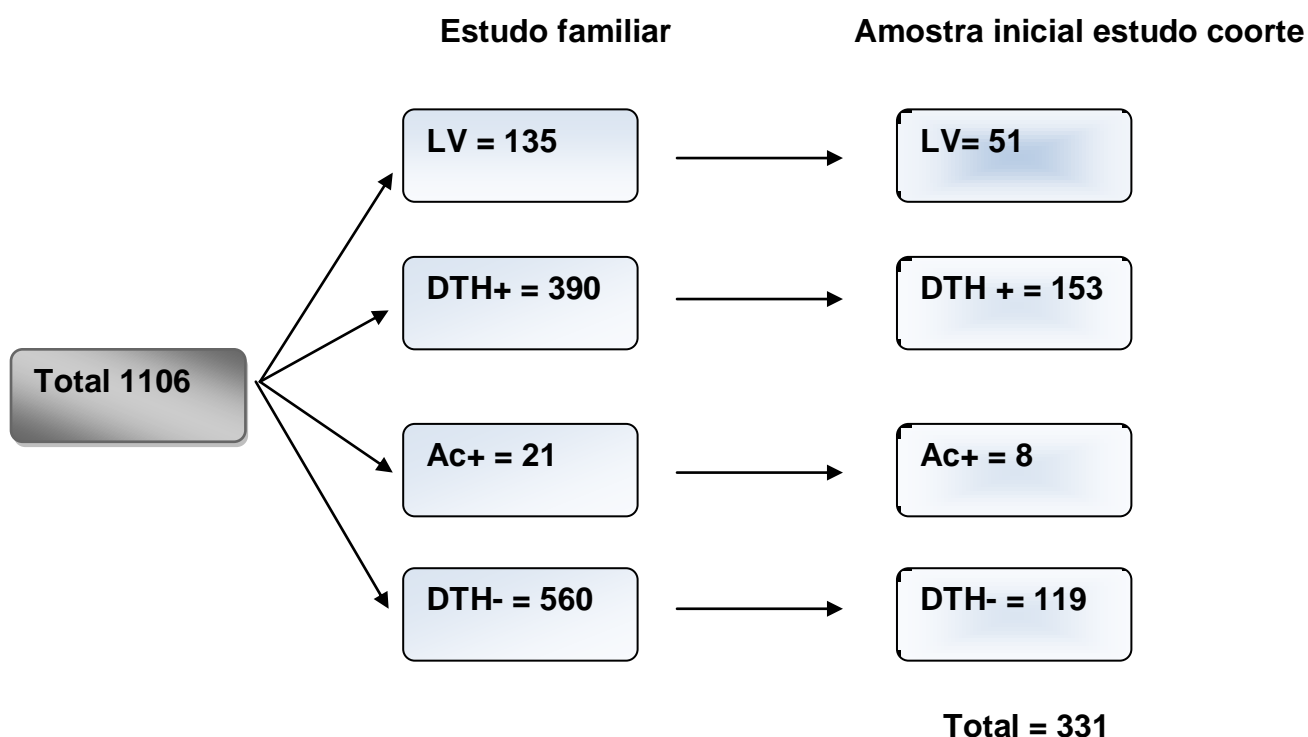 Estudo familiar
Amostra inicial estudo coorte
LV = 135
LV= 51
DTH+ = 390
DTH + = 153
Total 1106
Ac+ = 21
Ac+ = 8
DTH- = 560
DTH- = 119
Total = 331